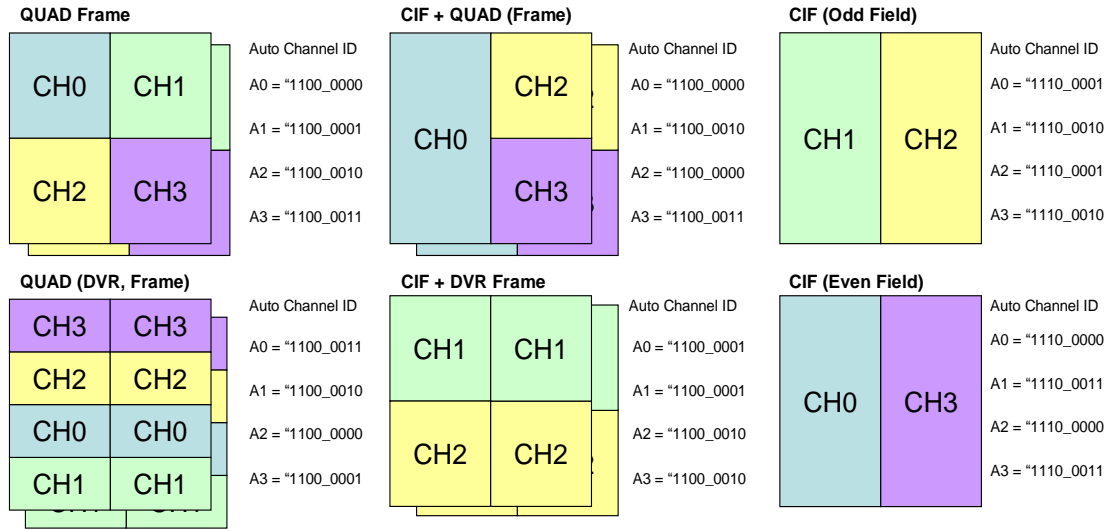 QUAD Frame
CH0 CH1
CH2 CH3
Auto Channel ID
A0 = “1100_0000
A1 = “1100_0001
A2 = “1100_0010
A3 = “1100_0011
CIF + QUAD (Frame)
CH0
CH2
CH3
Auto Channel ID
A0 = “1100_0000
A1 = “1100_0010
A2 = “1100_0000
A3 = “1100_0011
CIF (Odd Field)
CH1 CH2
Auto Channel ID
A0 = “1110_0001
A1 = “1110_0010
A2 = “1110_0001
A3 = “1110_0010
QUAD (DVR, Frame)
CH3 CH3
CH2 CH2
CH0 CH0
CH1 CH1
Auto Channel ID
A0 = “1100_0011
A1 = “1100_0010
A2 = “1100_0000
A3 = “1100_0001
CIF + DVR Frame
CH1 CH1
CH2 CH2
Auto Channel ID
A0 = “1100_0001
A1 = “1100_0001
A2 = “1100_0010
A3 = “1100_0010
CIF (Even Field)
CH0 CH3
Auto Channel ID
A0 = “1110_0000
A1 = “1110_0011
A2 = “1110_0000
A3 = “1110_0011